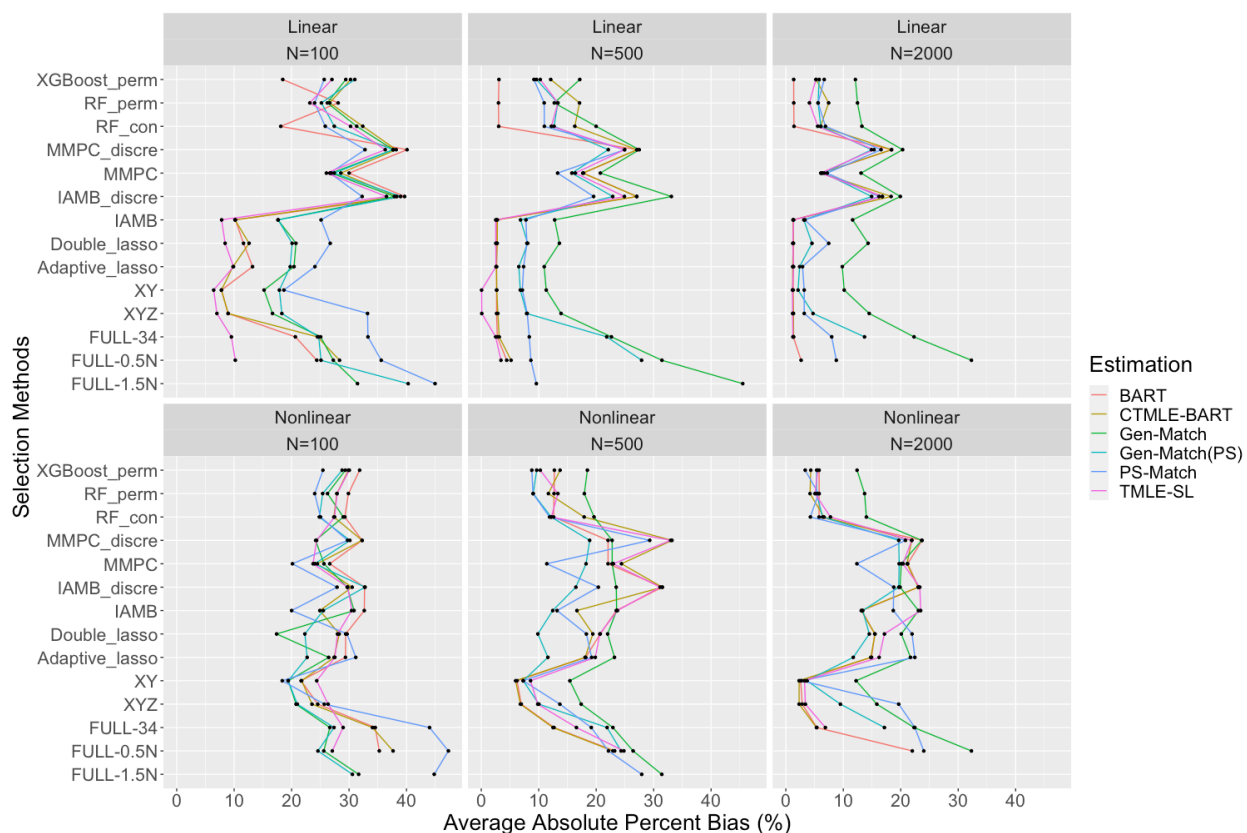 Linear
Linear
Linear
N=100
N=500
N=2000
XGBoost_perm
RF_perm
RF_con
MMPC_discre
MMPC
IAMB_discre
IAMB
Double_lasso
Adaptive_lasso
XY
XYZ
FULL-34
FULL-0.5N
FULL-1.5N
Nonlinear
Nonlinear
Nonlinear
N=100
N=500
N=2000
XGBoost_perm
RF_perm
RF_con
MMPC_discre
MMPC
IAMB_discre
IAMB
Double_lasso
Adaptive_lasso
XY
XYZ
FULL-34
FULL-0.5N
FULL-1.5N
0 10 20 30 40
0 10 20 30 40
0 10 20 30 40
Average Absolute Percent Bias (%)
Selection Methods
Estimation
BART
CTMLE-BART
Gen-Match
Gen-Match(PS)
PS-Match
TMLE-SL